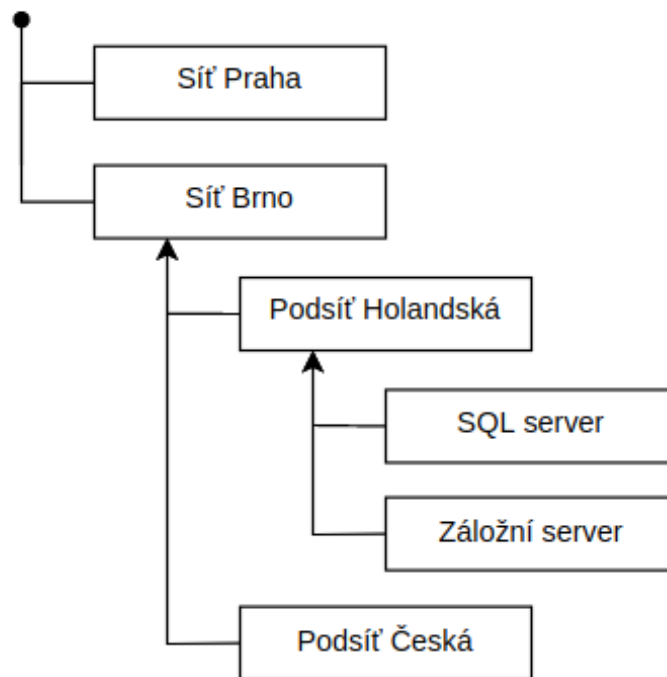 Síť Praha
Síť Brno
Podsíť Holandská
SQL server
Záložní server
Podsíť Česká